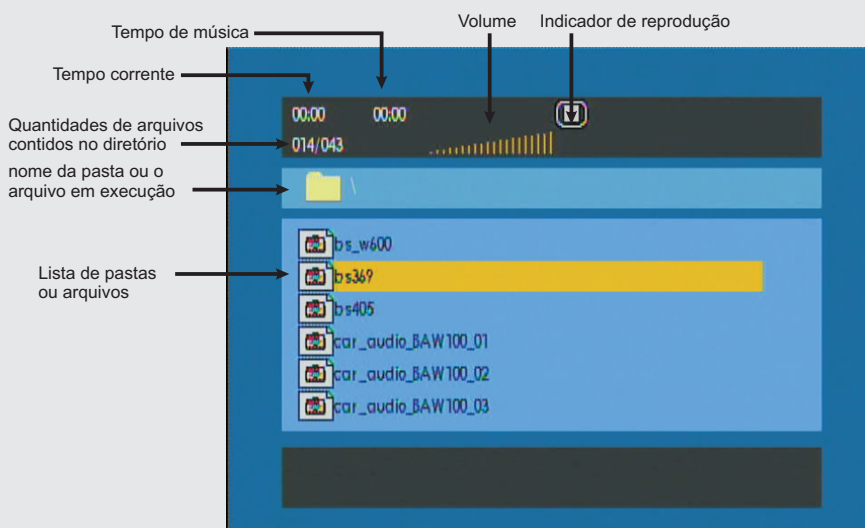 Tempo de música
Volume
Indicador de reprodução
Tempo corrente
Quantidades de arquivos
contidos no diretório
nome da pasta ou o
arquivo em execução
Lista de pastas
ou arquivos
00:00 00:00
014/043
\
bs_w600
bs369
bs405
car_audio_BAW100_01
car_audio_BAW100_02
car_audio_BAW100_03